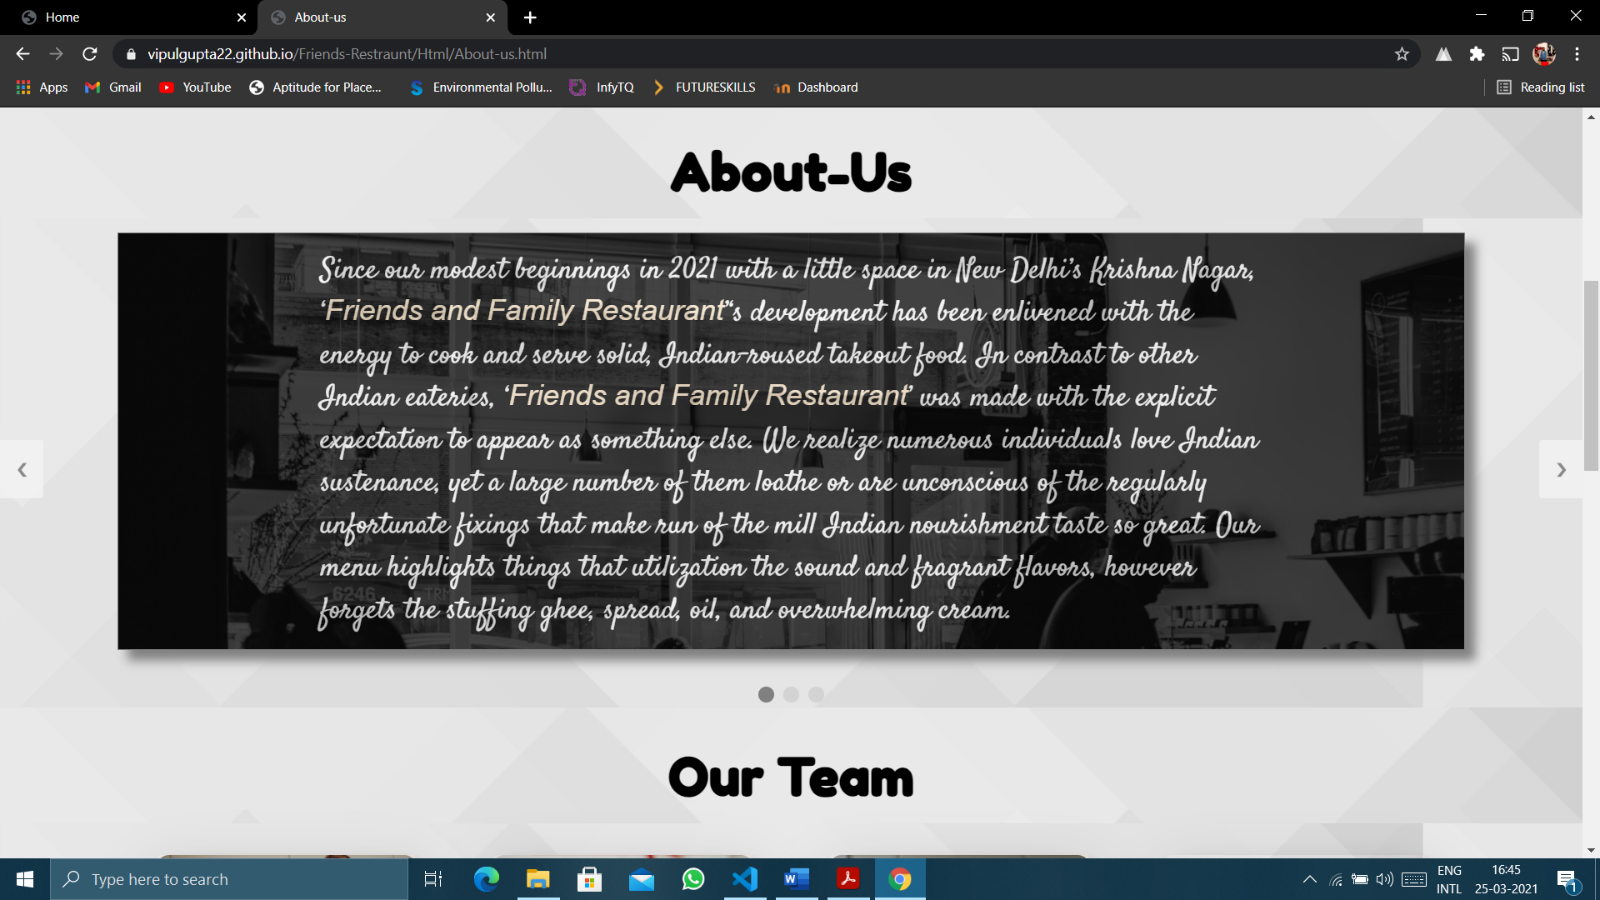 Home
About-us
vipulgupta22.github.io/Friends-Restraunt/Html/About-us.html
Apps
Gmail
YouTube
Aptitude for Place...
Environmental Pollu...
InfyTQ
FUTURESKILLS
Dashboard
Reading list
About-Us
Since our modest beginnings in 2021 with a little space in New Delhi's Krishna Nagar,
'Friends and Family Restaurant''s development has been enlivened with the
energy to cook and serve solid, Indian-roused takeout food. In contrast to other
Indian eateries, 'Friends and Family Restaurant' was made with the explicit
expectation to appear as something else. We realize numerous individuals love Indian
sustenance, yet a large number of them loathe or are unconscious of the regularly
unfortunate fixings that make run of the mill Indian nourishment taste so great. Our
menu highlights things that utilization the sound and fragrant flavors, however
forgets the stuffing ghee, spread, oil, and overwhelming cream.
6246
Our Team
Type here to search
ENG
INTL
16:45
25-03-2021
1